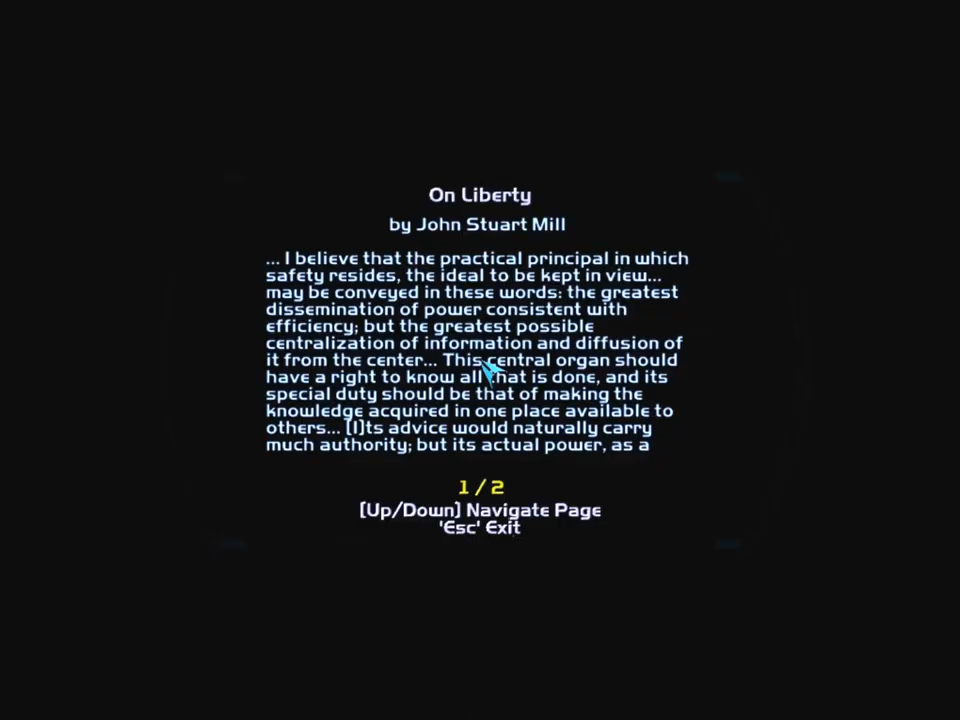 On Liberty
by John Stuart Mill
... I believe that the practical principal in which
safety resides, the ideal to be kept in view...
may be conveyed in these words: the greatest
dissemination of power consistent with
efficiency; but the greatest possible
centralization of information and diffusion of
it from the center... This central organ should
have a right to know all that is done, and its
special duty should be that of making the
knowledge acquired in one place available to
others... [I]ts advice would naturally carry
much authority; but its actual power, as a
1 / 2
[Up/Down] Navigate Page
'Esc' Exit